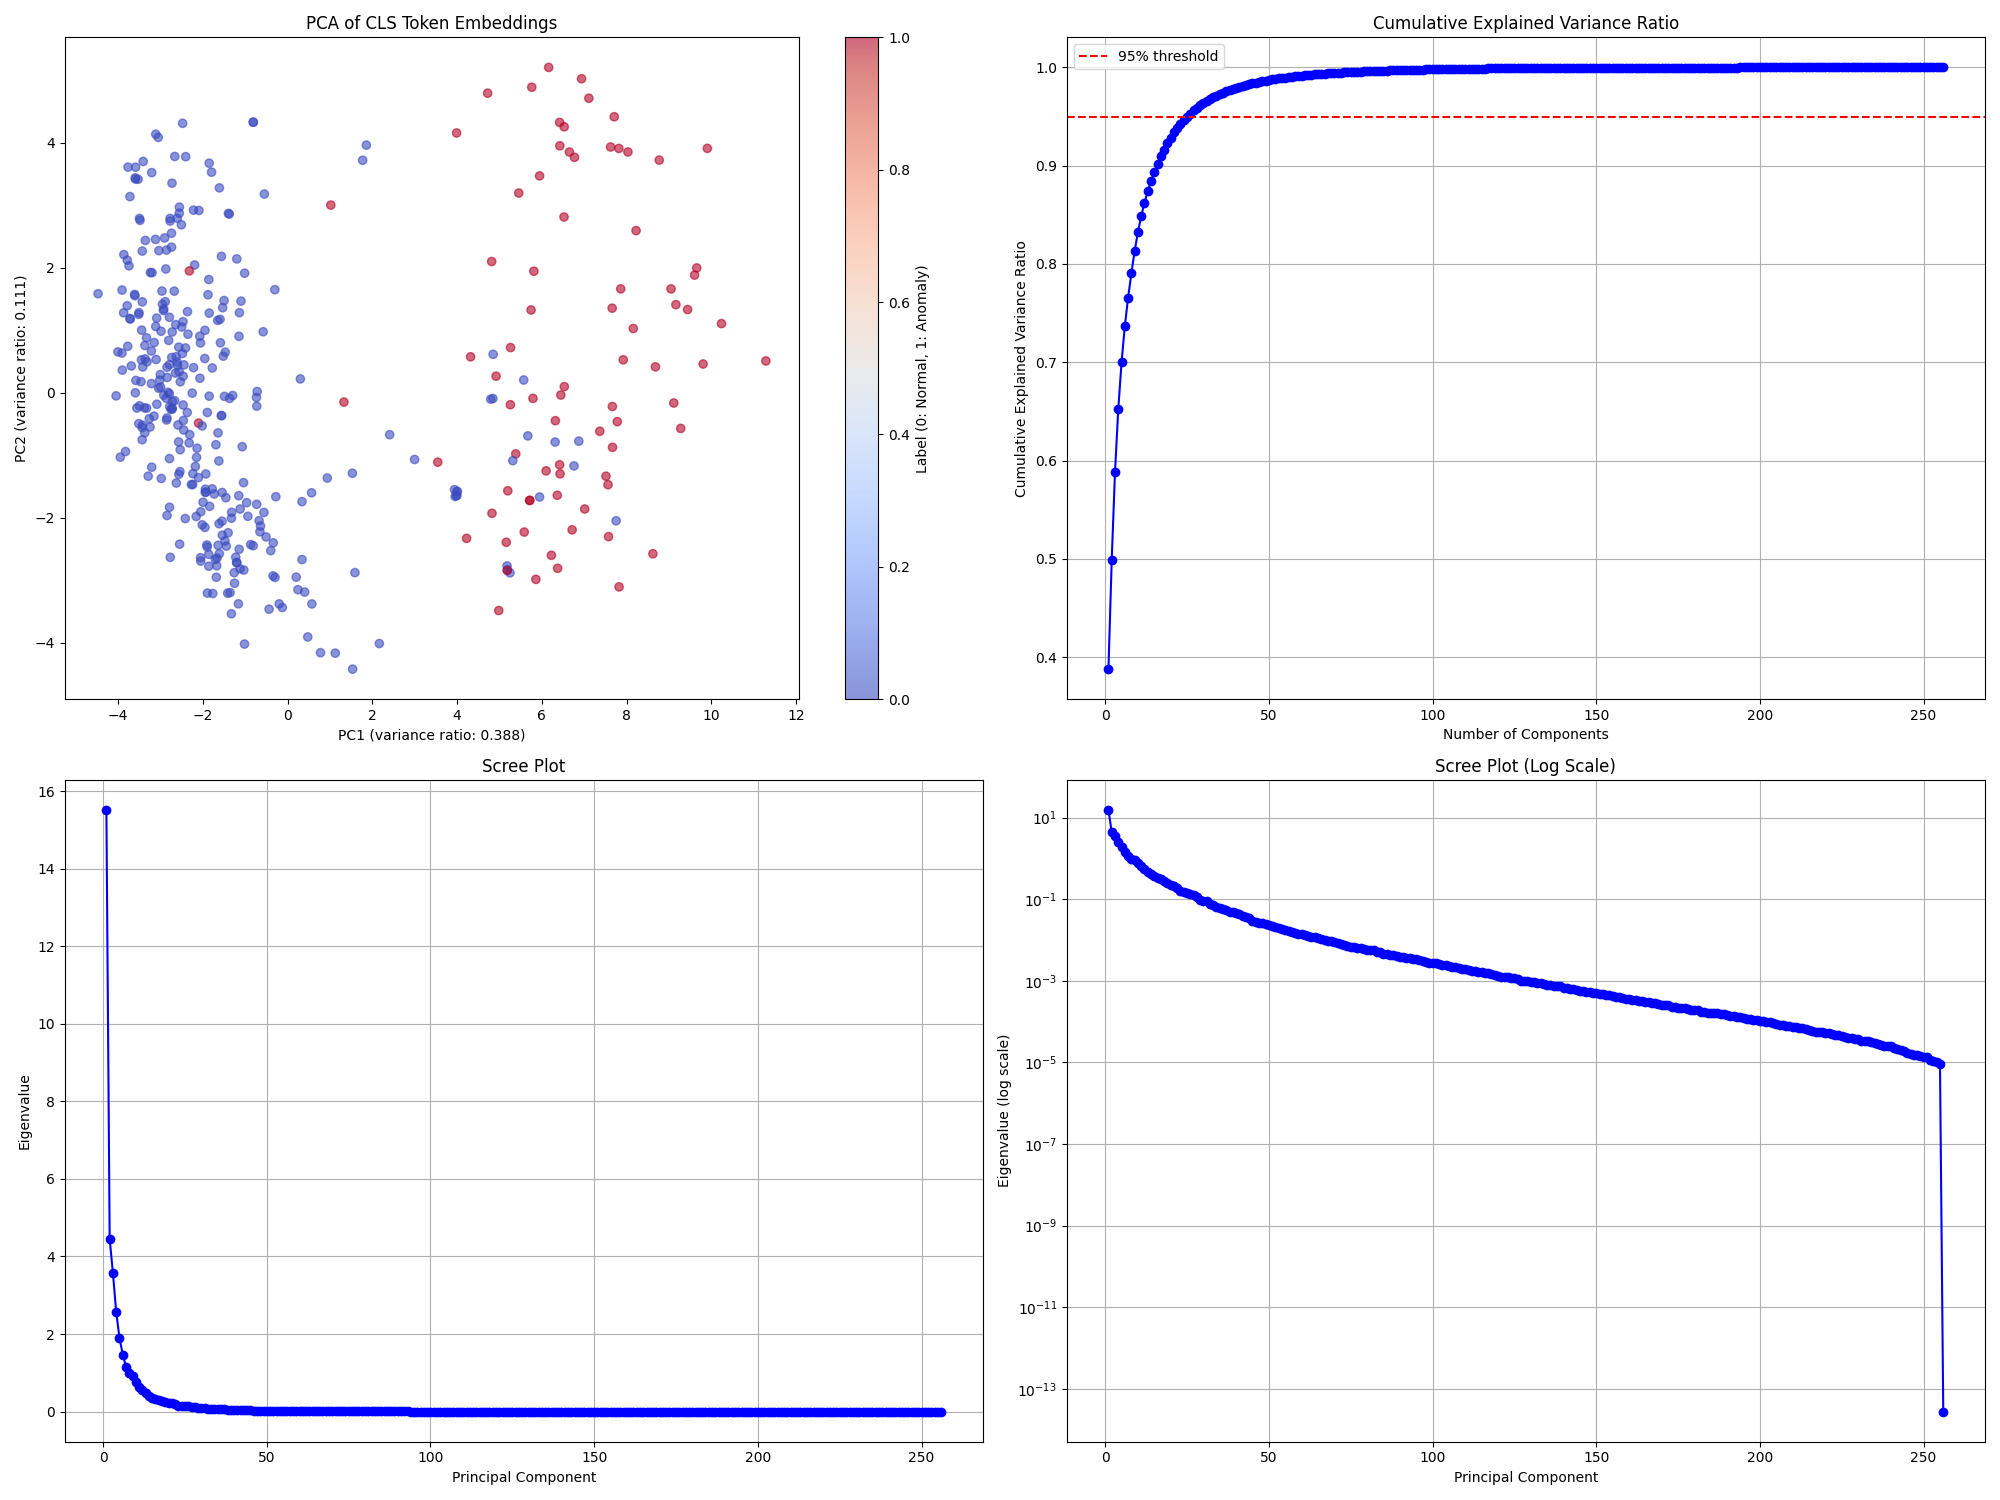 PCA of CLS Token Embeddings
4
2
0
−2
−4
PC2 (variance ratio: 0.111)
−4 −2 0 2 4 6 8 10 12
PC1 (variance ratio: 0.388)
1.0
0.8
0.6
0.4
0.2
0.0
Label (0: Normal, 1: Anomaly)
Cumulative Explained Variance Ratio
95% threshold
1.0
0.9
0.8
0.7
0.6
0.5
0.4
Cumulative Explained Variance Ratio
0 50 100 150 200 250
Number of Components
Scree Plot
16
14
12
10
8
6
4
2
0
Eigenvalue
0 50 100 150 200 250
Principal Component
Scree Plot (Log Scale)
10¹
10⁻¹
10⁻³
10⁻⁵
10⁻⁷
10⁻⁹
10⁻¹¹
10⁻¹³
Eigenvalue (log scale)
0 50 100 150 200 250
Principal Component